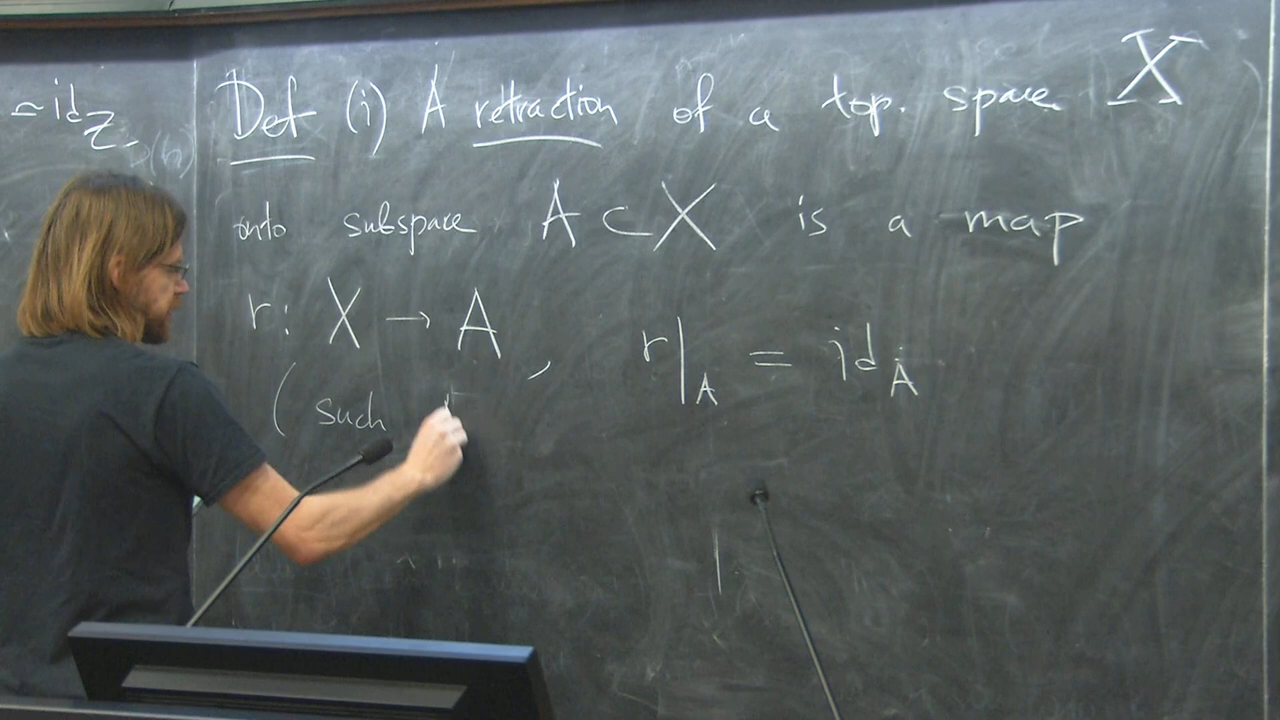 ≃ id_Z
Def (i) A retraction of a top. space X
onto subspace A ⊂ X is a map
r: X → A , r|_A = id_A
( such